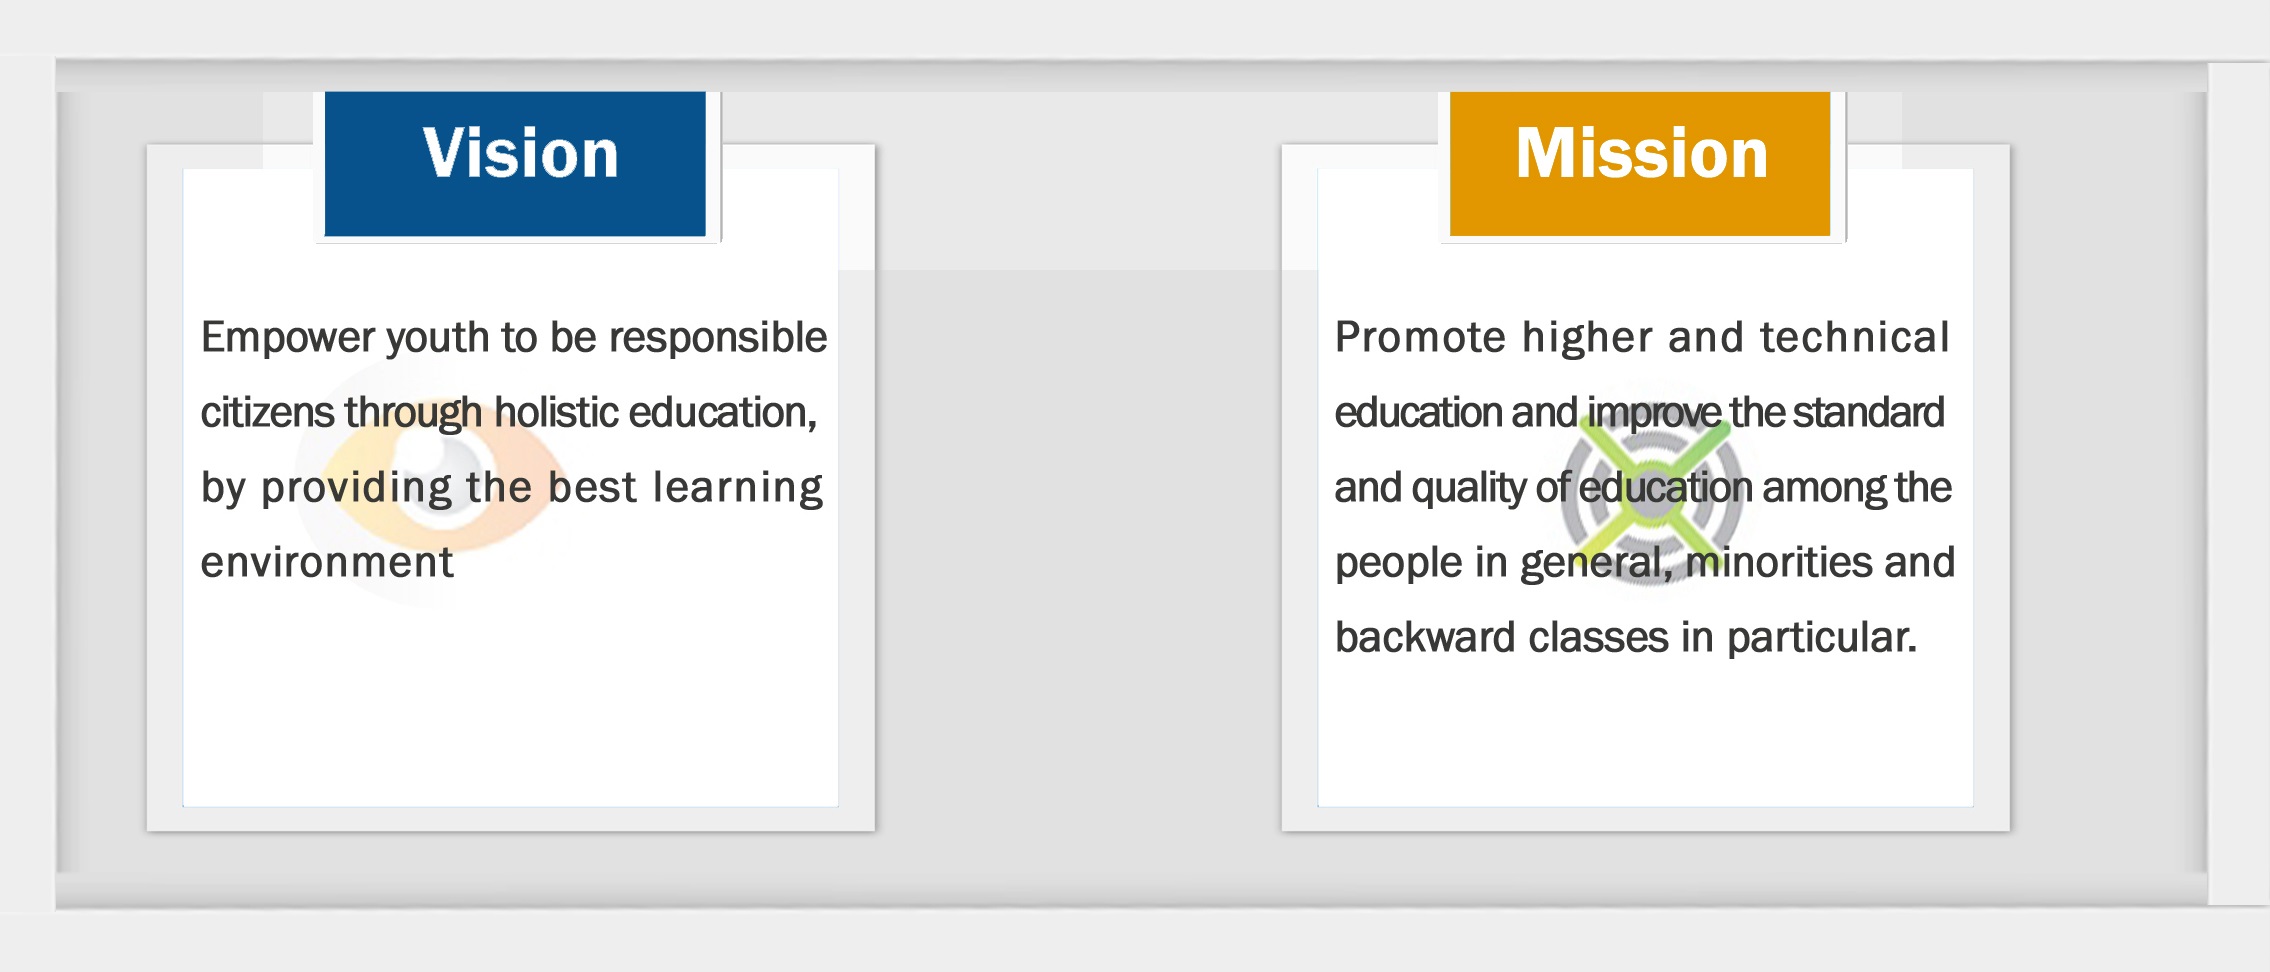 Vision
Empower youth to be responsible
citizens through holistic education,
by providing the best learning
environment
Mission
Promote higher and technical
education and improve the standard
and quality of education among the
people in general, minorities and
backward classes in particular.